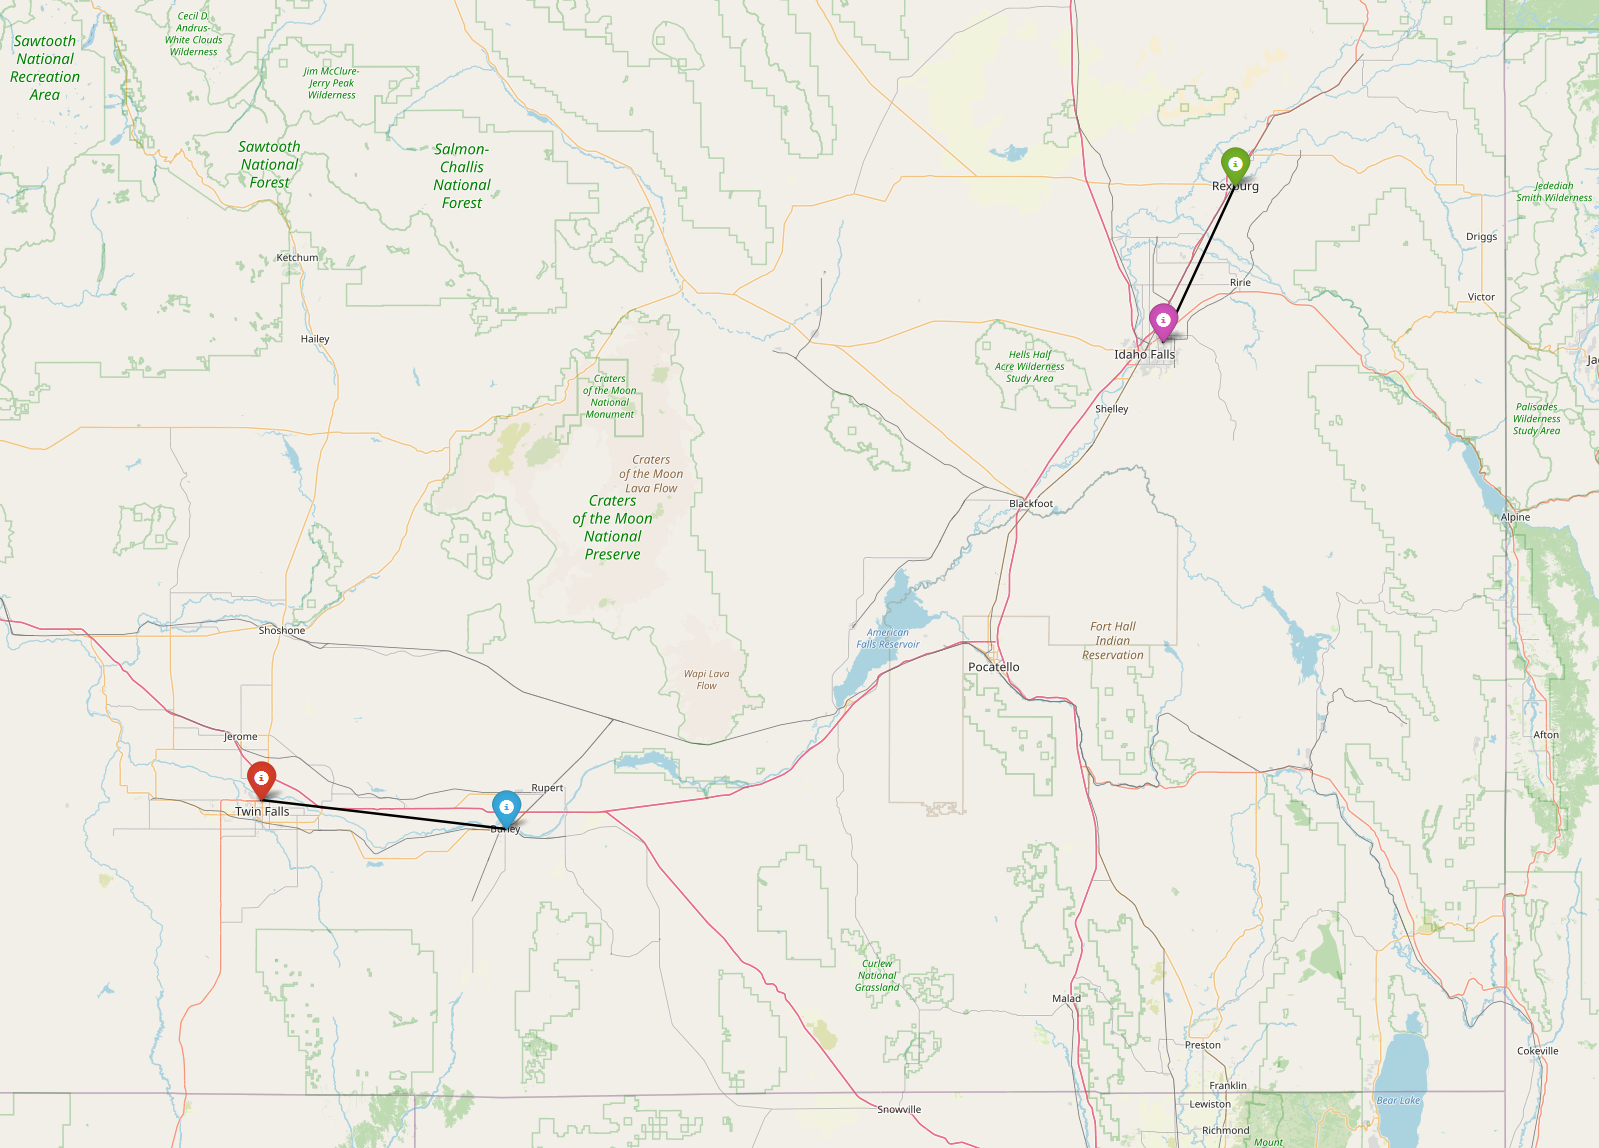 Cecil D.
Andrus-
White Clouds
Wilderness
Sawtooth
National
Recreation
Area
Jim McClure-
Jerry Peak
Wilderness
Sawtooth
National
Forest
Salmon-
Challis
National
Forest
Rexburg
Jedediah
Smith Wilderness
Driggs
Ketchum
Ririe
Victor
Hailey
Idaho Falls
Hells Half
Acre Wilderness
Study Area
Craters
of the Moon
National
Monument
Shelley
Palisades
Wilderness
Study Area
Craters
of the Moon
Lava Flow
Craters
of the Moon
National
Preserve
Blackfoot
Alpine
Shoshone
American
Falls Reservoir
Fort Hall
Indian
Reservation
Pocatello
Wapi Lava
Flow
Jerome
Afton
Rupert
Twin Falls
Burley
Curlew
National
Grassland
Malad
Preston
Cokeville
Franklin
Lewiston
Bear Lake
Snowville
Richmond
Mount